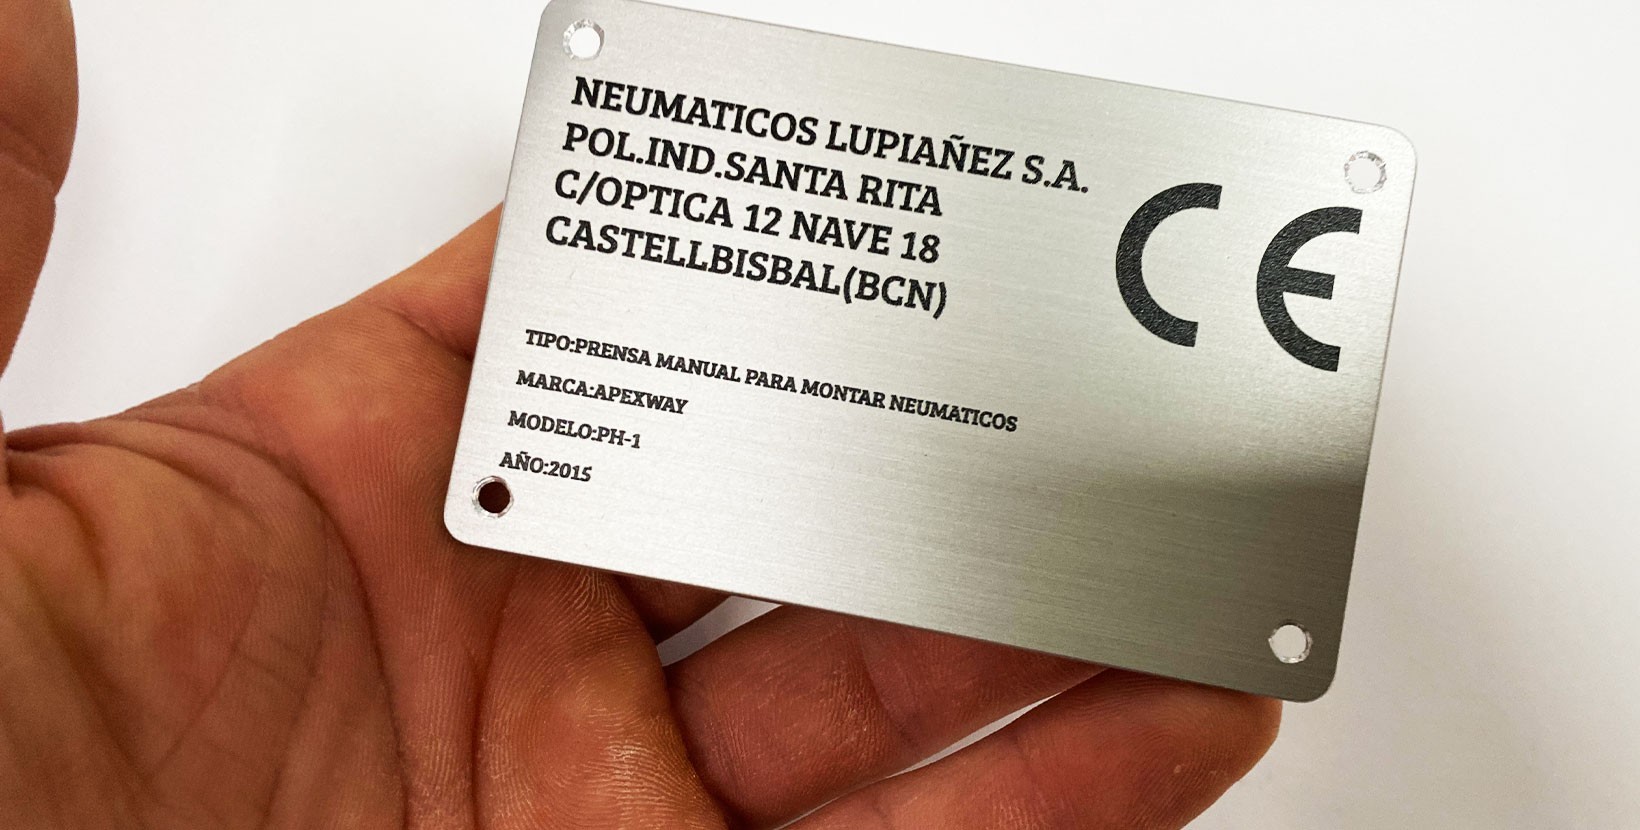 NEUMATICOS LUPIAÑEZ S.A.
POL.IND.SANTA RITA
C/OPTICA 12 NAVE 18
CASTELLBISBAL(BCN)
CE
TIPO:PRENSA MANUAL PARA MONTAR NEUMATICOS
MARCA:APEXWAY
MODELO:PH-1
AÑO:2015